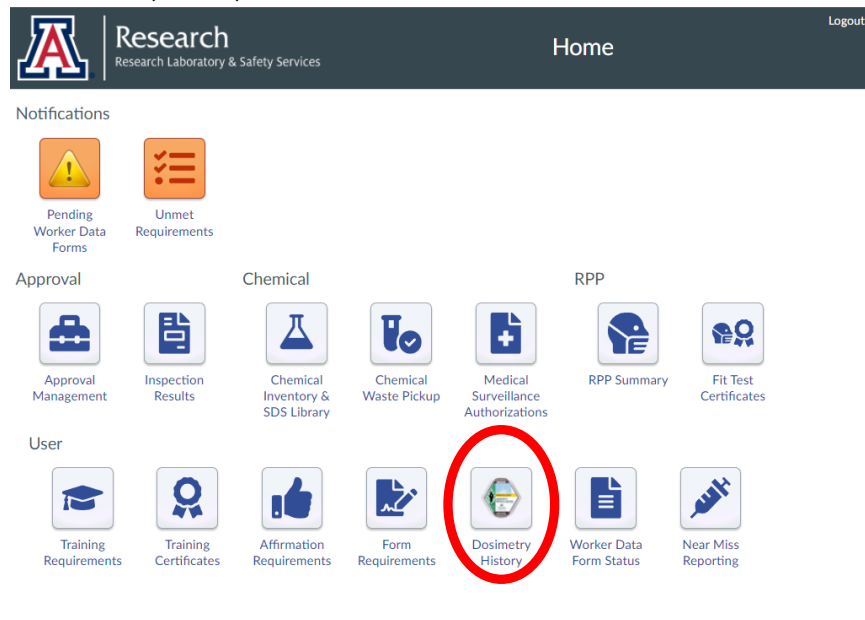 Research
Research Laboratory & Safety Services
Home
Logout
Notifications
Pending
Worker Data
Forms
Unmet
Requirements
Approval
Chemical
RPP
Approval
Management
Inspection
Results
Chemical
Inventory &
SDS Library
Chemical
Waste Pickup
Medical
Surveillance
Authorizations
RPP Summary
Fit Test
Certificates
User
Training
Requirements
Training
Certificates
Affirmation
Requirements
Form
Requirements
Dosimetry
History
Worker Data
Form Status
Near Miss
Reporting